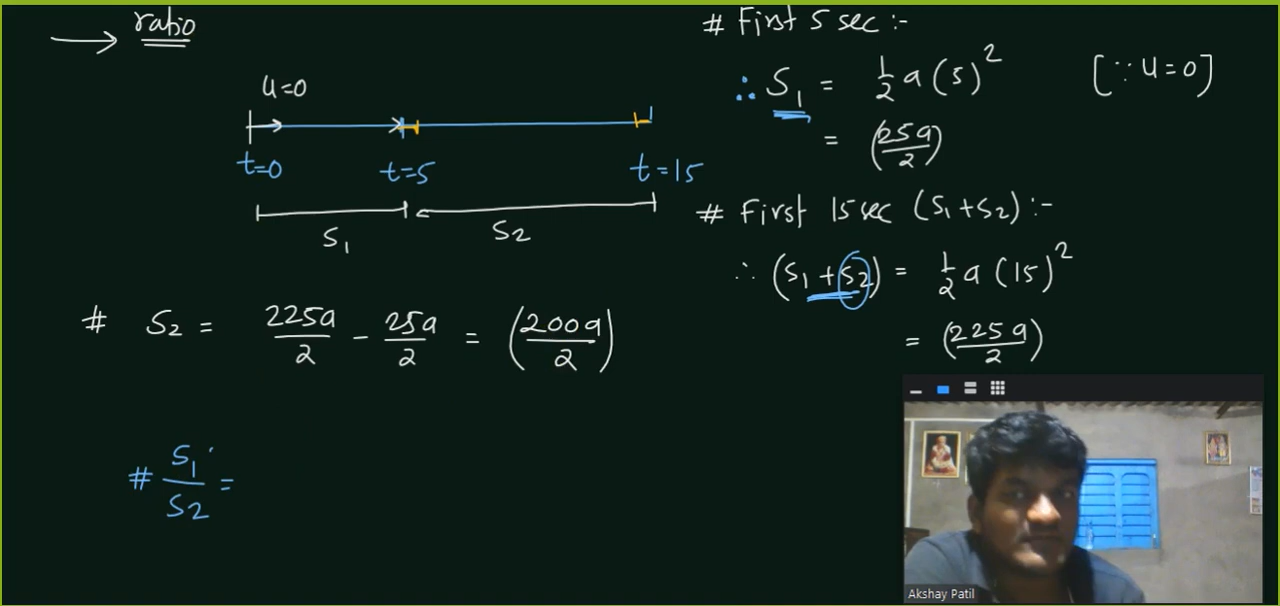 → ratio
u=0
t=0 t=5 t=15
S₁ S₂
# S₂ = 225a/2 - 25a/2 = (200a/2)
# S₁/S₂ =
# First 5 sec :-
∴ S₁ = 1/2 a (5)² [∵ u=0]
= (25a/2)
# First 15 sec (S₁+S₂) :-
∴ (S₁+S₂) = 1/2 a (15)²
= (225a/2)
Akshay Patil